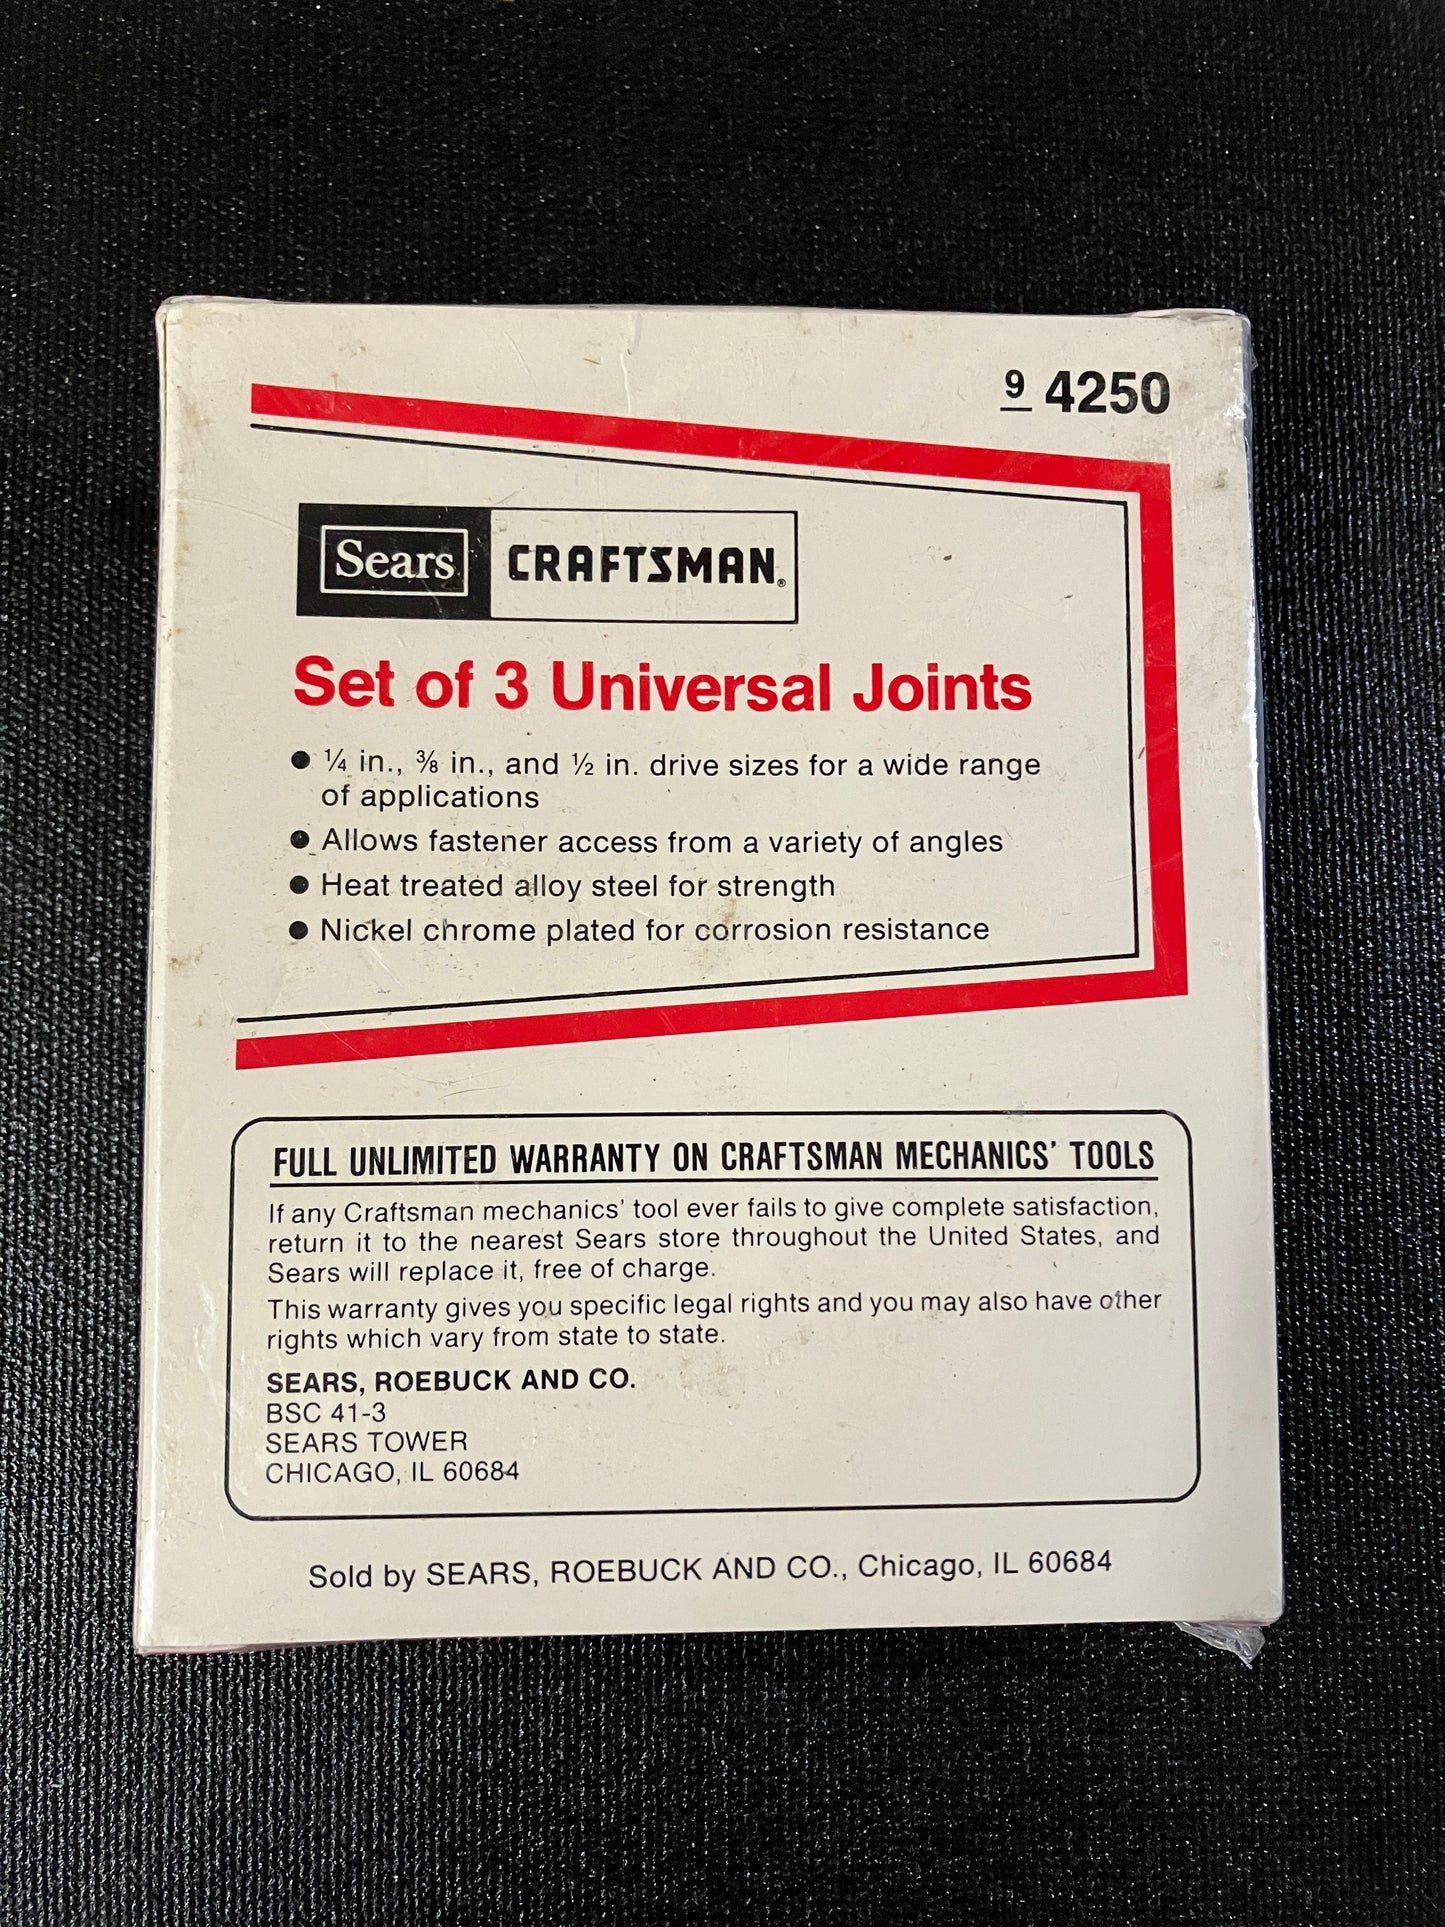 9 4250
Sears CRAFTSMAN®
Set of 3 Universal Joints
● ¼ in., ⅜ in., and ½ in. drive sizes for a wide range
of applications
● Allows fastener access from a variety of angles
● Heat treated alloy steel for strength
● Nickel chrome plated for corrosion resistance
FULL UNLIMITED WARRANTY ON CRAFTSMAN MECHANICS' TOOLS
If any Craftsman mechanics' tool ever fails to give complete satisfaction,
return it to the nearest Sears store throughout the United States, and
Sears will replace it, free of charge.
This warranty gives you specific legal rights and you may also have other
rights which vary from state to state.
SEARS, ROEBUCK AND CO.
BSC 41-3
SEARS TOWER
CHICAGO, IL 60684
Sold by SEARS, ROEBUCK AND CO., Chicago, IL 60684